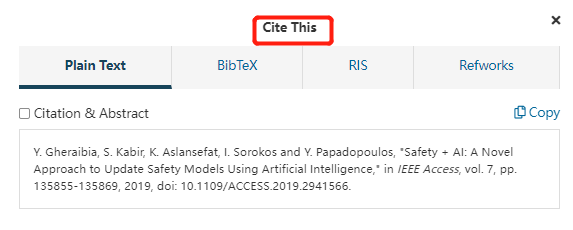 Cite This
Plain Text
BibTeX
RIS
Refworks
Citation & Abstract
Copy
Y. Gheraibia, S. Kabir, K. Aslansefat, I. Sorokos and Y. Papadopoulos, "Safety + AI: A Novel
Approach to Update Safety Models Using Artificial Intelligence," in IEEE Access, vol. 7, pp.
135855-135869, 2019, doi: 10.1109/ACCESS.2019.2941566.